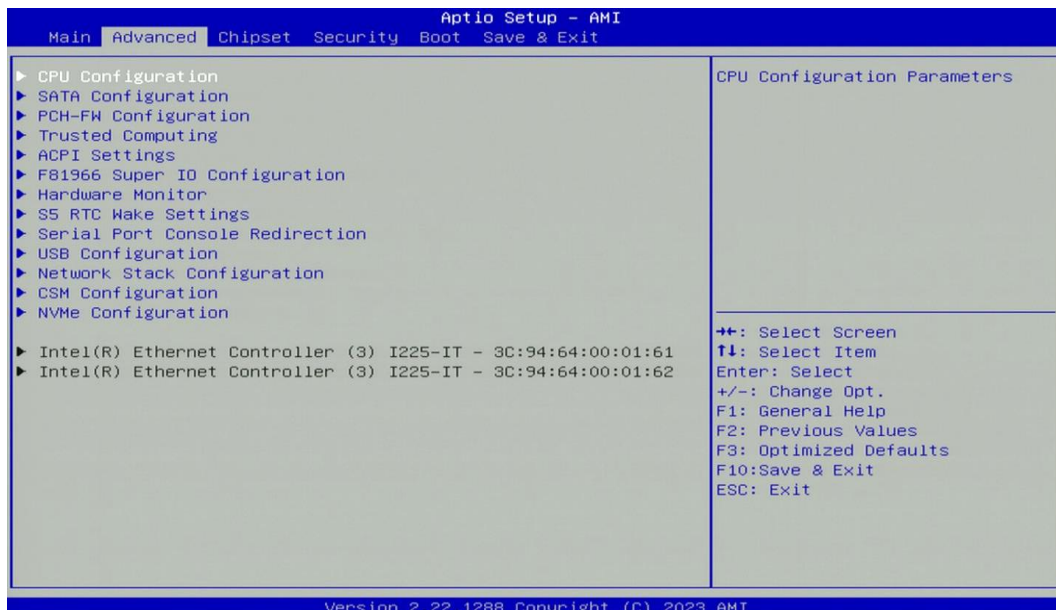 Aptio Setup – AMI
Main Advanced Chipset Security Boot Save & Exit
► CPU Configuration
► SATA Configuration
► PCH-FW Configuration
► Trusted Computing
► ACPI Settings
► F81966 Super IO Configuration
► Hardware Monitor
► S5 RTC Wake Settings
► Serial Port Console Redirection
► USB Configuration
► Network Stack Configuration
► CSM Configuration
► NVMe Configuration
► Intel(R) Ethernet Controller (3) I225-IT - 3C:94:64:00:01:61
► Intel(R) Ethernet Controller (3) I225-IT - 3C:94:64:00:01:62
CPU Configuration Parameters
→←: Select Screen
↑↓: Select Item
Enter: Select
+/-: Change Opt.
F1: General Help
F2: Previous Values
F3: Optimized Defaults
F10:Save & Exit
ESC: Exit
Version 2.22.1288 Copyright (C) 2023 AMI